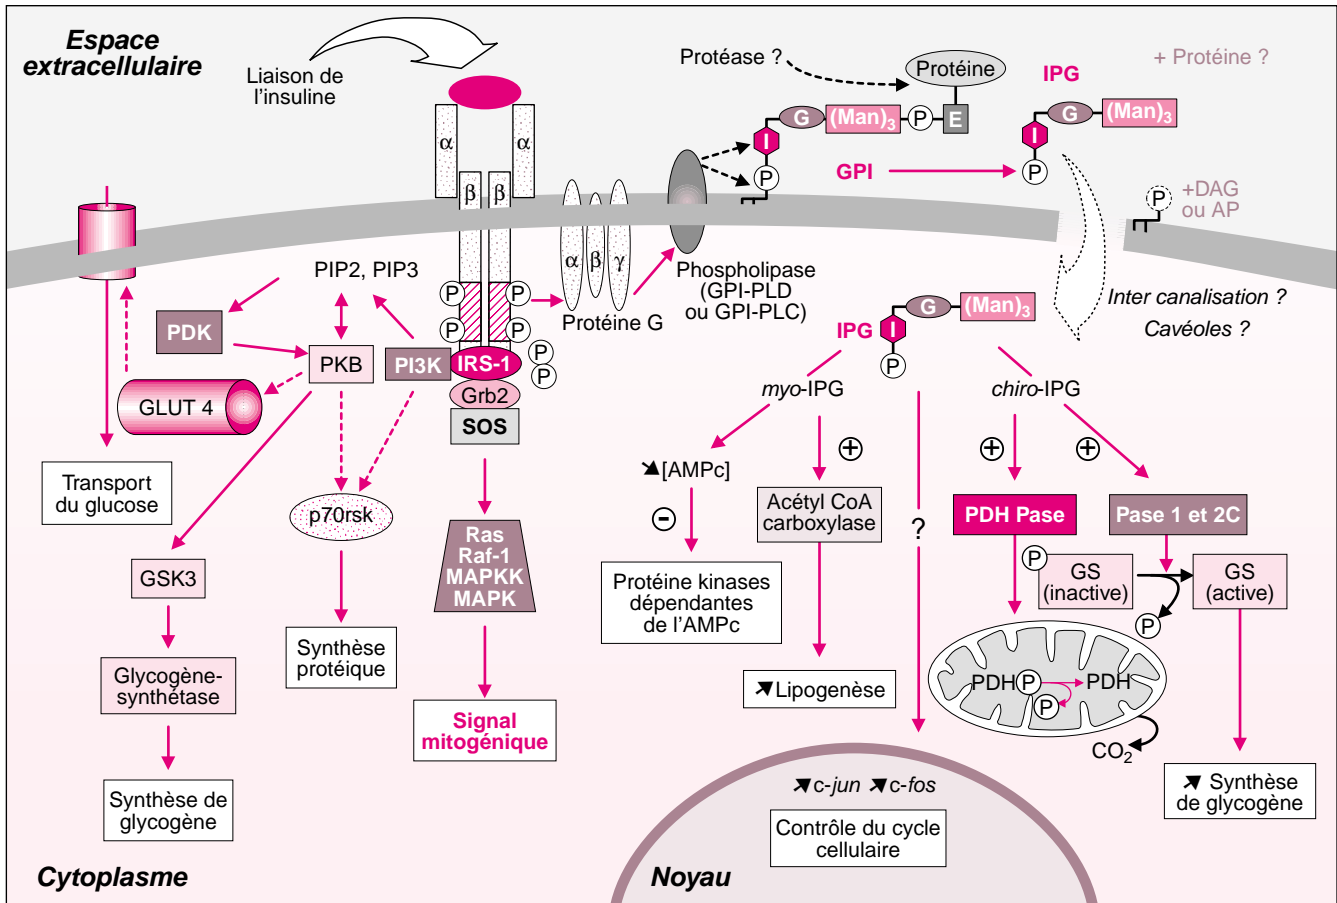 Espace
extracellulaire
Liaison de
l'insuline
Protéase ?
Protéine
IPG
+ Protéine ?
I
G
(Man)3
P
E
P
GPI
I
G
(Man)3
P
α
α
β
β
P
+DAG
ou AP
PIP2, PIP3
P
P
P
P
α
β
γ
Protéine G
Phospholipase
(GPI-PLD
ou GPI-PLC)
Inter canalisation ?
Cavéoles ?
PDK
PKB
PI3K
IRS-1
P
P
Grb2
SOS
GLUT 4
IPG
I
G
(Man)3
P
myo-IPG
chiro-IPG
Transport
du glucose
p70rsk
[AMPc]
+
+
+
Acétyl CoA
carboxylase
PDH Pase
Pase 1 et 2C
–
?
Ras
Raf-1
MAPKK
MAPK
GSK3
Protéine kinases
dépendantes
de l'AMPc
P
GS
(inactive)
GS
(active)
P
Synthèse
protéique
Glycogène-
synthétase
Lipogenèse
PDH
P
PDH
P
CO2
Signal
mitogénique
Synthèse de
glycogène
c-jun
c-fos
Contrôle du cycle
cellulaire
Synthèse
de glycogène
Cytoplasme
Noyau